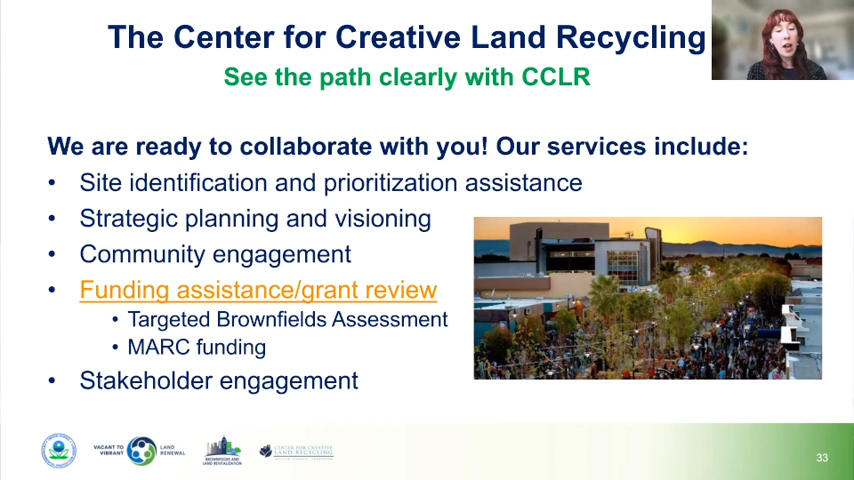 The Center for Creative Land Recycling
See the path clearly with CCLR
We are ready to collaborate with you! Our services include:
• Site identification and prioritization assistance
• Strategic planning and visioning
• Community engagement
• Funding assistance/grant review
• Targeted Brownfields Assessment
• MARC funding
• Stakeholder engagement
VACANT TO
VIBRANT
LAND
RENEWAL
BROWNFIELDS AND
LAND REVITALIZATION
CENTER FOR CREATIVE
LAND RECYCLING
33